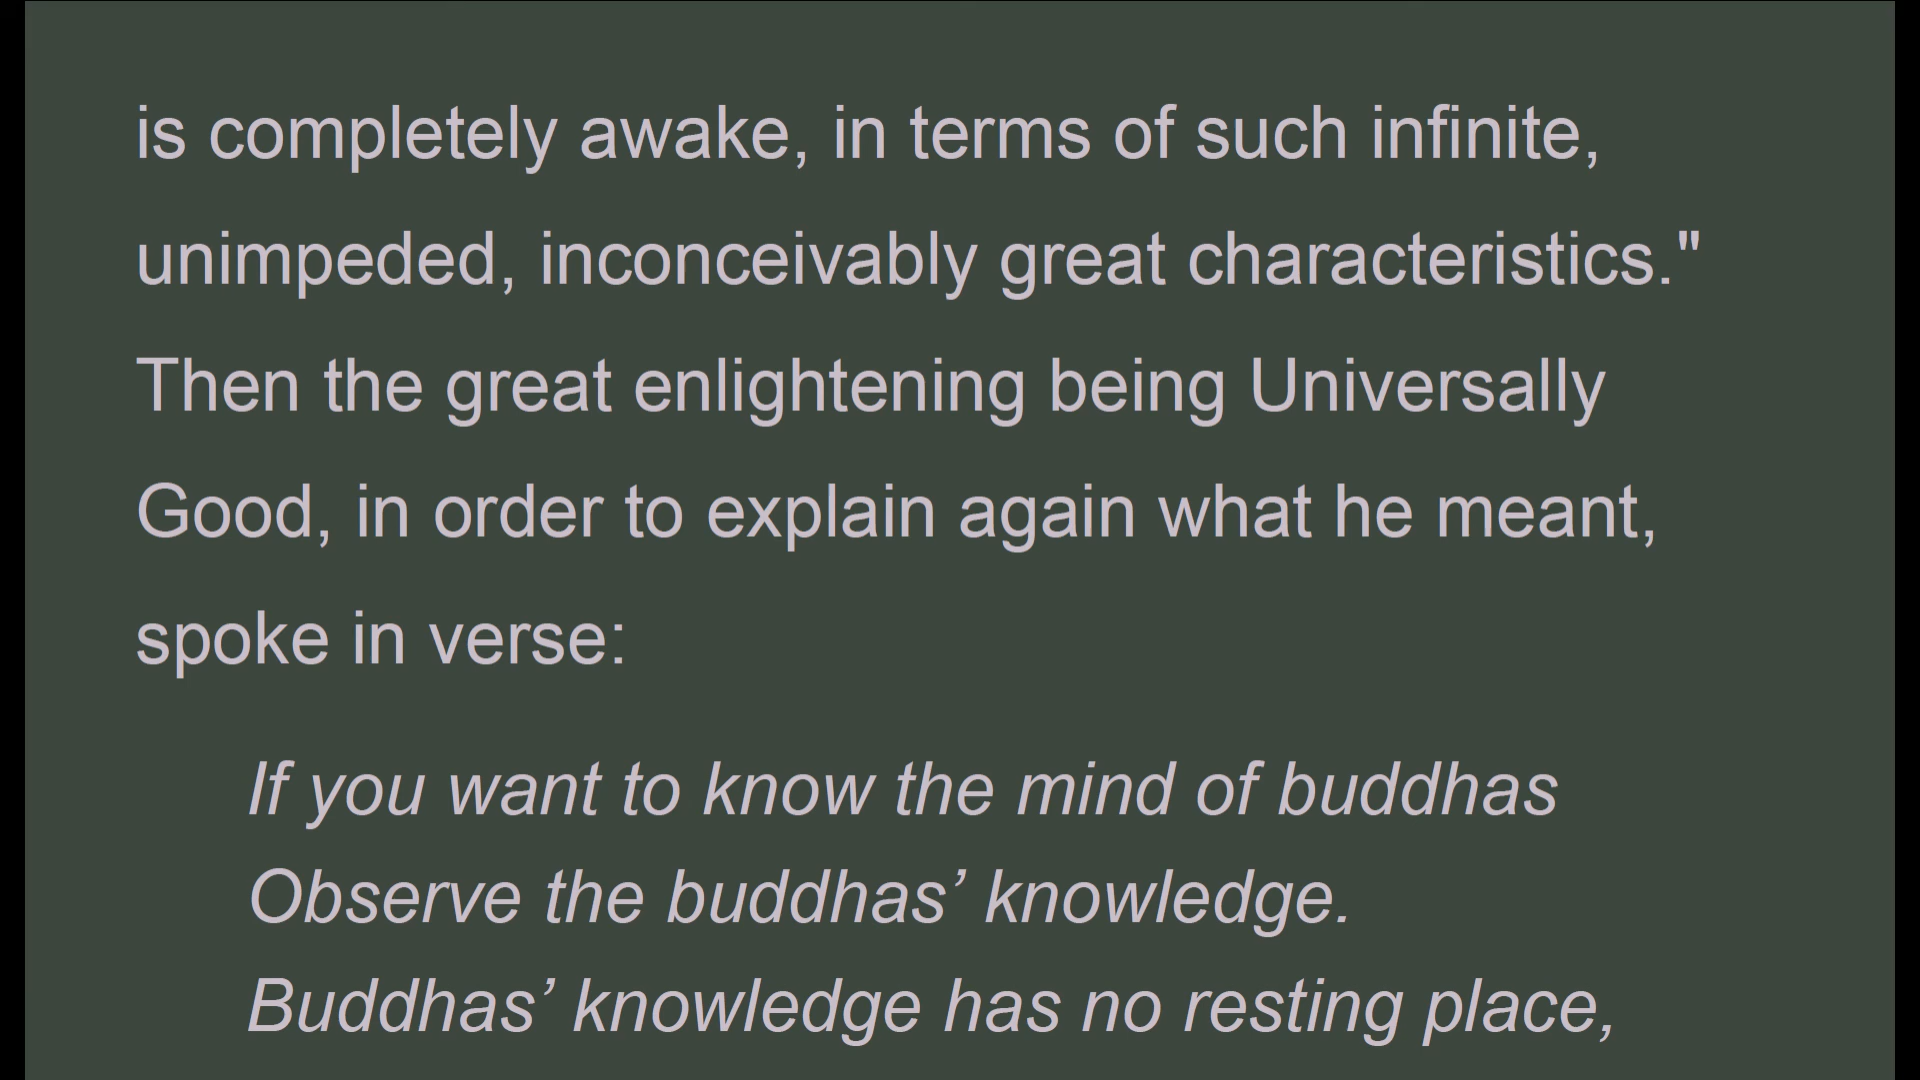 is completely awake, in terms of such infinite,
unimpeded, inconceivably great characteristics."
Then the great enlightening being Universally
Good, in order to explain again what he meant,
spoke in verse:
If you want to know the mind of buddhas
Observe the buddhas’ knowledge.
Buddhas’ knowledge has no resting place,